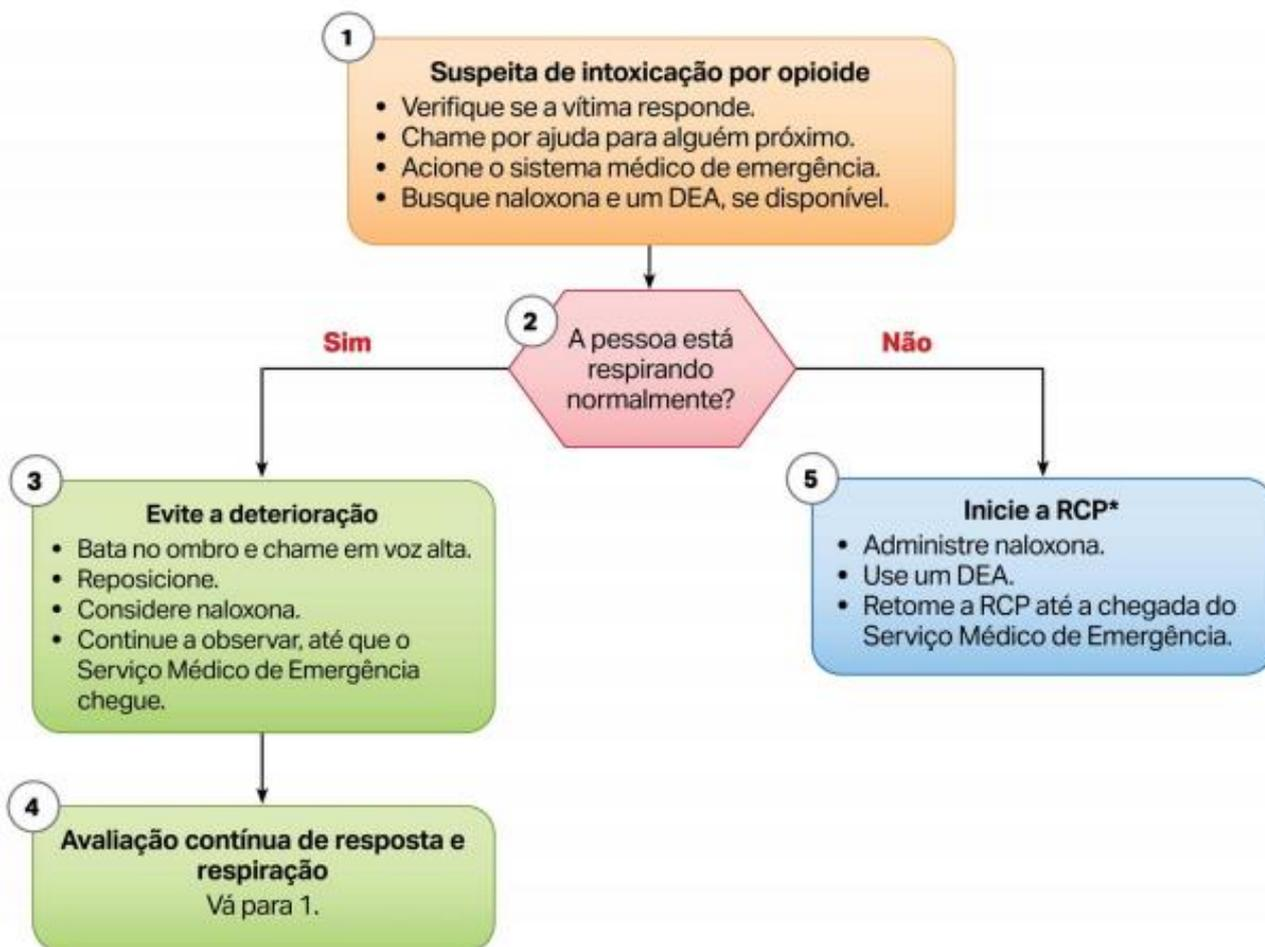 1
Suspeita de intoxicação por opioide
• Verifique se a vítima responde.
• Chame por ajuda para alguém próximo.
• Acione o sistema médico de emergência.
• Busque naloxona e um DEA, se disponível.
2
A pessoa está
respirando
normalmente?
Sim
Não
3
Evite a deterioração
• Bata no ombro e chame em voz alta.
• Reposicione.
• Considere naloxona.
• Continue a observar, até que o
Serviço Médico de Emergência
chegue.
4
Avaliação contínua de resposta e
respiração
Vá para 1.
5
Inicie a RCP*
• Administre naloxona.
• Use um DEA.
• Retome a RCP até a chegada do
Serviço Médico de Emergência.